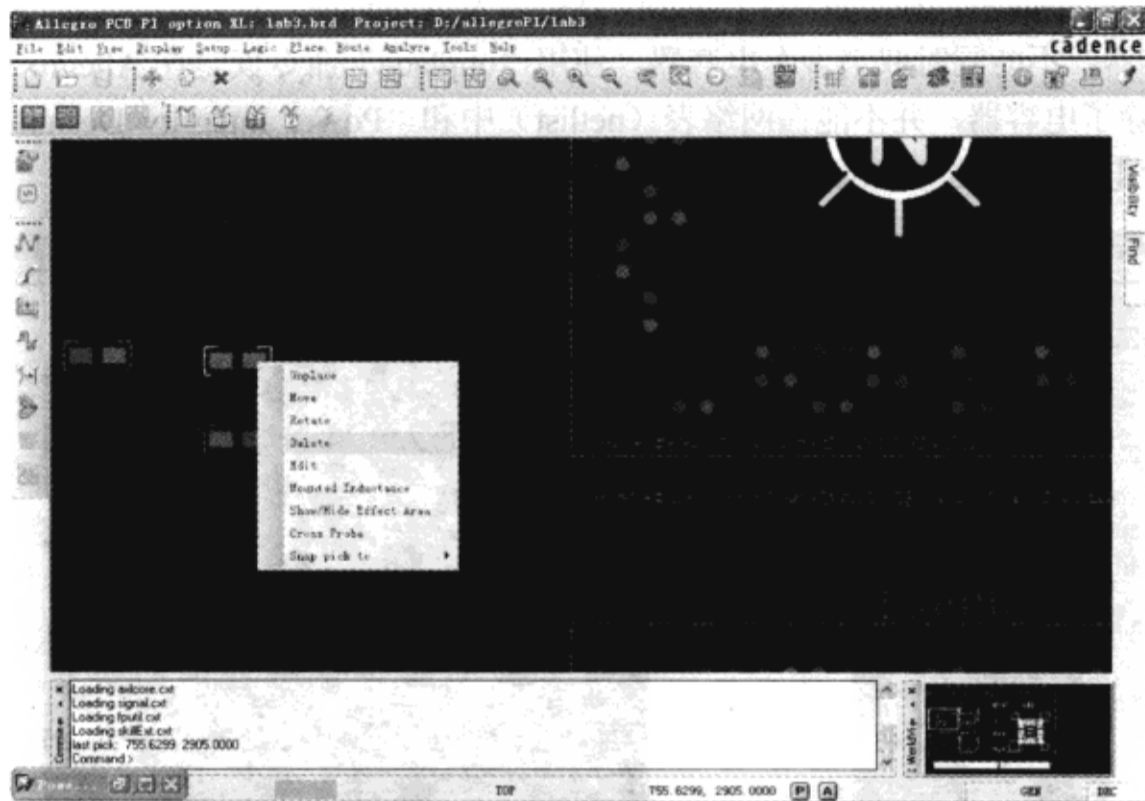 Allegro PCB PI option XL: lab3.brd Project: D:/allegroPI/lab3
File Edit View Display Setup Logic Place Route Analyze Tools Help
cādence
Visibility
Find
Unplace
Move
Rotate
Delete
Edit
Mounted Inductance
Show/Hide Effect Area
Cross Probe
Snap pick to
Loading axlcore.cxt
Loading signal.cxt
Loading fputil.cxt
Loading skillExt.cxt
last pick: 755.6299 2905.0000
Command >
Command
Powe...
TOP
755.6299, 2905.0000
P
A
GEN